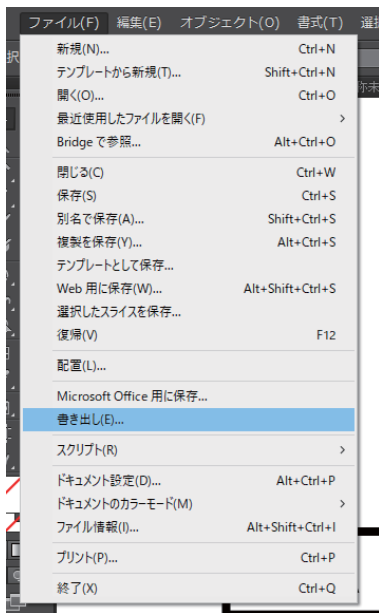 ファイル(F) 編集(E) オブジェクト(O) 書式(T) 選択
新規(N)... Ctrl+N
テンプレートから新規(T)... Shift+Ctrl+N
開く(O)... Ctrl+O
最近使用したファイルを開く(F) >
Bridge で参照... Alt+Ctrl+O
閉じる(C) Ctrl+W
保存(S) Ctrl+S
別名で保存(A)... Shift+Ctrl+S
複製を保存(Y)... Alt+Ctrl+S
テンプレートとして保存...
Web 用に保存(W)... Alt+Shift+Ctrl+S
選択したスライスを保存...
復帰(V) F12
配置(L)...
Microsoft Office 用に保存...
書き出し(E)...
スクリプト(R) >
ドキュメント設定(D)... Alt+Ctrl+P
ドキュメントのカラーモード(M) >
ファイル情報(I)... Alt+Shift+Ctrl+I
プリント(P)... Ctrl+P
終了(X) Ctrl+Q